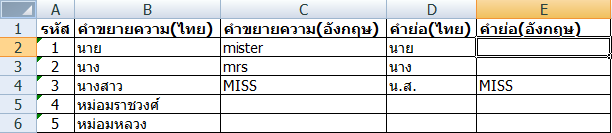 A B C D E
1 รหัส คำขยายความ(ไทย) คำขยายความ(อังกฤษ) คำย่อ(ไทย) คำย่อ(อังกฤษ)
2 1 นาย mister นาย
3 2 นาง mrs นาง
4 3 นางสาว MISS น.ส. MISS
5 4 หม่อมราชวงศ์
6 5 หม่อมหลวง